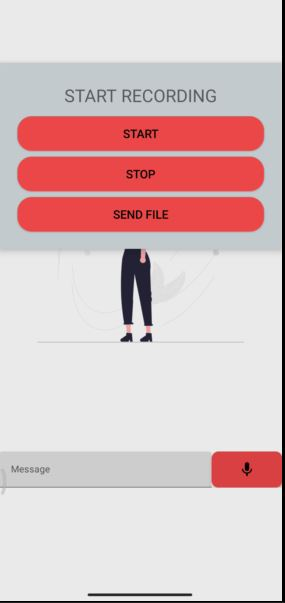 START RECORDING
START
STOP
SEND FILE
Message